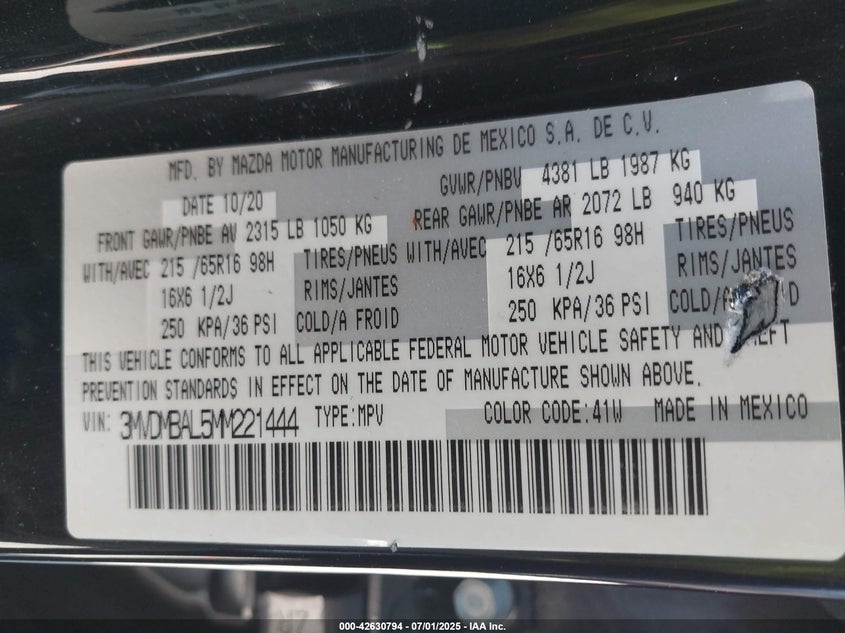 MFD. BY MAZDA MOTOR MANUFACTURING DE MEXICO S.A. DE C.V.
DATE 10/20 GVWR/PNBV 4381 LB 1987 KG
FRONT GAWR/PNBE AV 2315 LB 1050 KG REAR GAWR/PNBE AR 2072 LB 940 KG
WITH/AVEC 215 /65R16 98H TIRES/PNEUS WITH/AVEC 215 /65R16 98H TIRES/PNEUS
16X6 1/2J RIMS/JANTES 16X6 1/2J RIMS/JANTES
250 KPA/36 PSI COLD/A FROID 250 KPA/36 PSI COLD/A
THIS VEHICLE CONFORMS TO ALL APPLICABLE FEDERAL MOTOR VEHICLE SAFETY AND THEFT
PREVENTION STANDARDS IN EFFECT ON THE DATE OF MANUFACTURE SHOWN ABOVE.
VIN: 3MVDMBAL5MM221444 TYPE:MPV COLOR CODE:41W MADE IN MEXICO
000-42630794 - 07/01/2025 - IAA Inc.